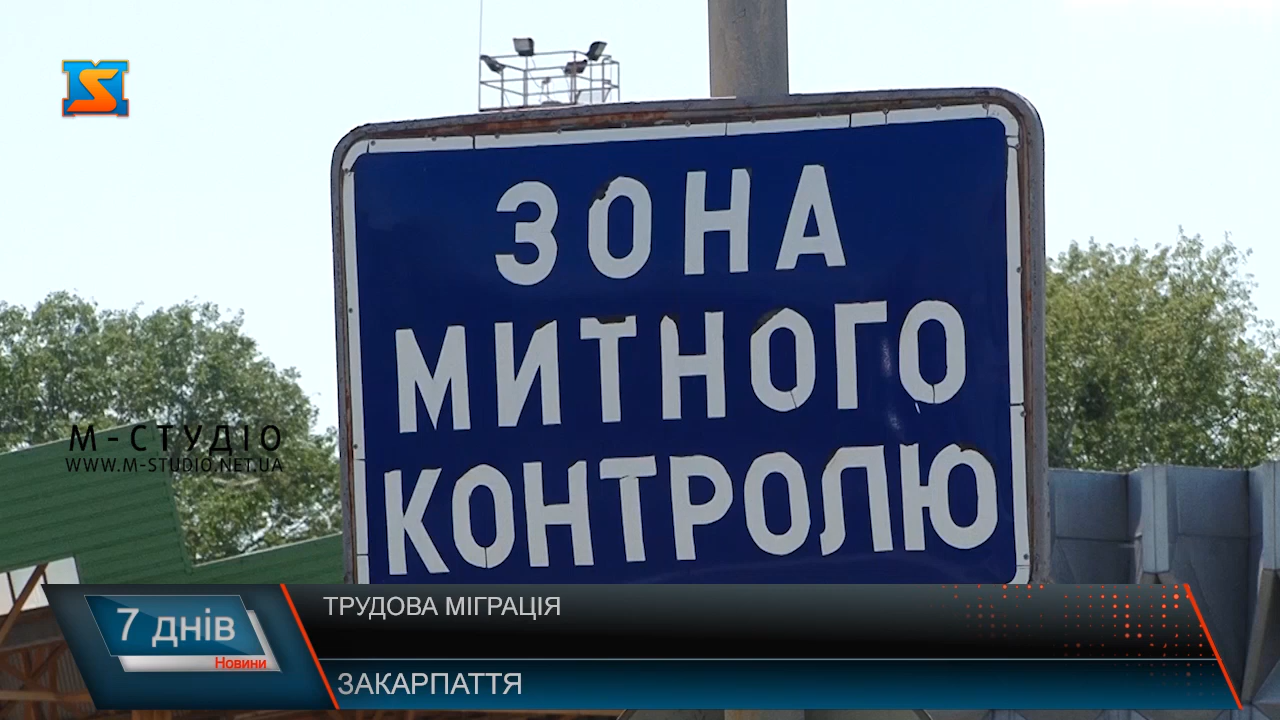 ЗОНА
МИТНОГО
КОНТРОЛЮ
М-СТУДІО
WWW.M-STUDIO.NET.UA
ТРУДОВА МІГРАЦІЯ
7 днів
Новини
ЗАКАРПАТТЯ